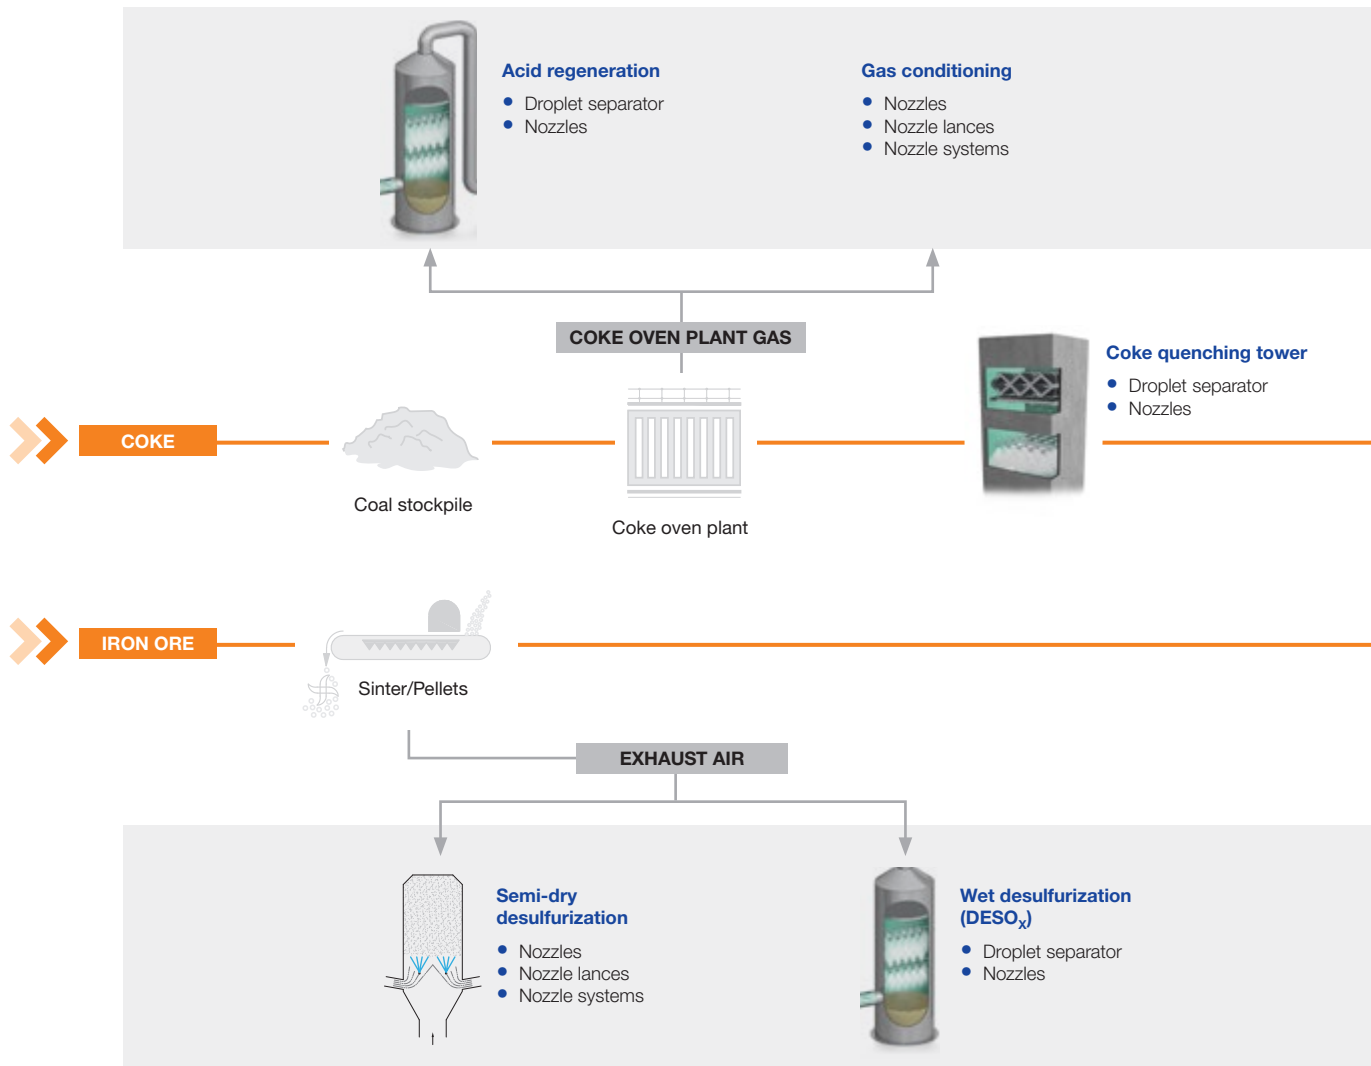 Acid regeneration
• Droplet separator
• Nozzles
Gas conditioning
• Nozzles
• Nozzle lances
• Nozzle systems
COKE OVEN PLANT GAS
Coke quenching tower
• Droplet separator
• Nozzles
COKE
Coal stockpile
Coke oven plant
IRON ORE
Sinter/Pellets
EXHAUST AIR
Semi-dry
desulfurization
• Nozzles
• Nozzle lances
• Nozzle systems
Wet desulfurization
(DESOX)
• Droplet separator
• Nozzles